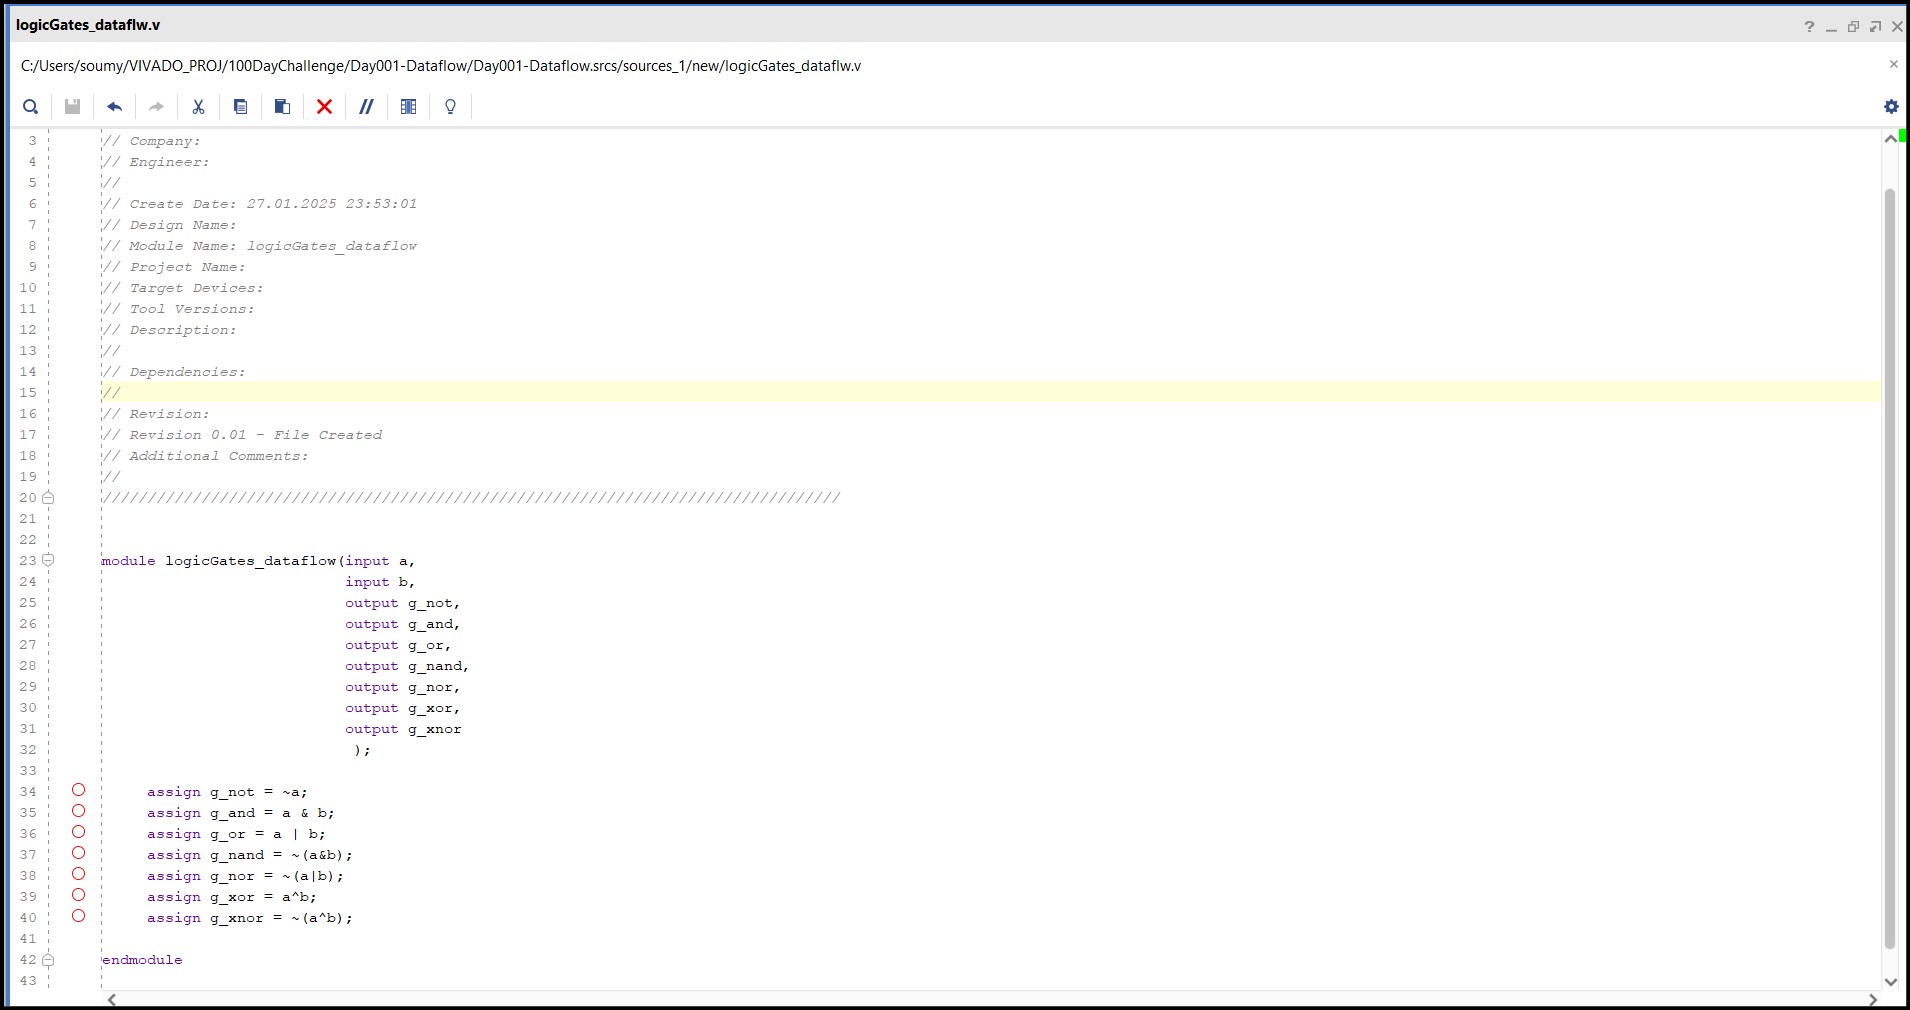 logicGates_dataflw.v
C:/Users/soumy/VIVADO_PROJ/100DayChallenge/Day001-Dataflow/Day001-Dataflow.srcs/sources_1/new/logicGates_dataflw.v
3 // Company:
4 // Engineer:
5 //
6 // Create Date: 27.01.2025 23:53:01
7 // Design Name:
8 // Module Name: logicGates_dataflow
9 // Project Name:
10 // Target Devices:
11 // Tool Versions:
12 // Description:
13 //
14 // Dependencies:
15 //
16 // Revision:
17 // Revision 0.01 - File Created
18 // Additional Comments:
19 //
20 //////////////////////////////////////////////////////////////////////////////////
21
22
23 module logicGates_dataflow(input a,
24 input b,
25 output g_not,
26 output g_and,
27 output g_or,
28 output g_nand,
29 output g_nor,
30 output g_xor,
31 output g_xnor
32 );
33
34 assign g_not = ~a;
35 assign g_and = a & b;
36 assign g_or = a | b;
37 assign g_nand = ~(a&b);
38 assign g_nor = ~(a|b);
39 assign g_xor = a^b;
40 assign g_xnor = ~(a^b);
41
42 endmodule
43